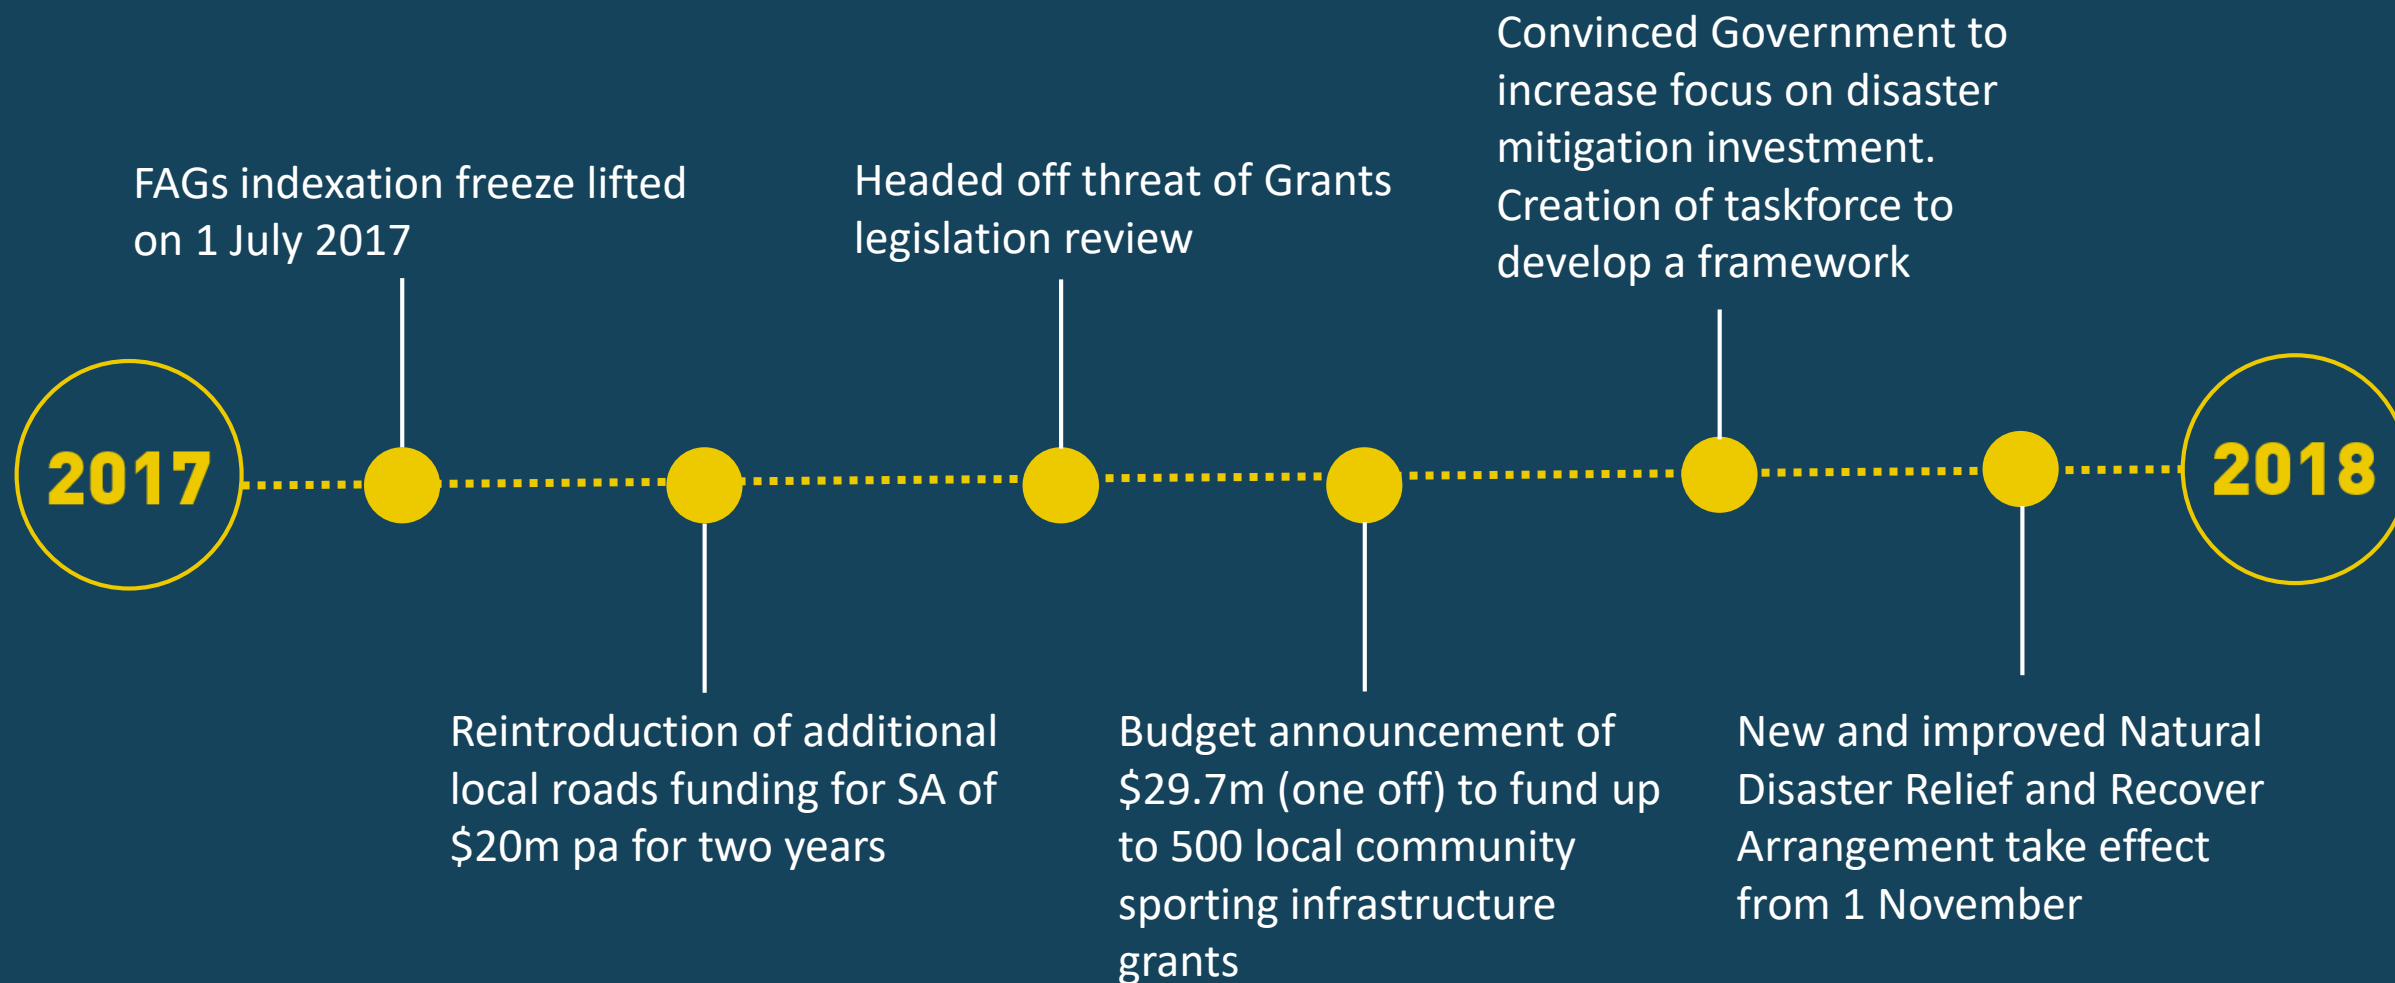 2017
FAGs indexation freeze lifted
on 1 July 2017
Reintroduction of additional
local roads funding for SA of
$20m pa for two years
Headed off threat of Grants
legislation review
Budget announcement of
$29.7m (one off) to fund up
to 500 local community
sporting infrastructure
grants
Convinced Government to
increase focus on disaster
mitigation investment.
Creation of taskforce to
develop a framework
New and improved Natural
Disaster Relief and Recover
Arrangement take effect
from 1 November
2018